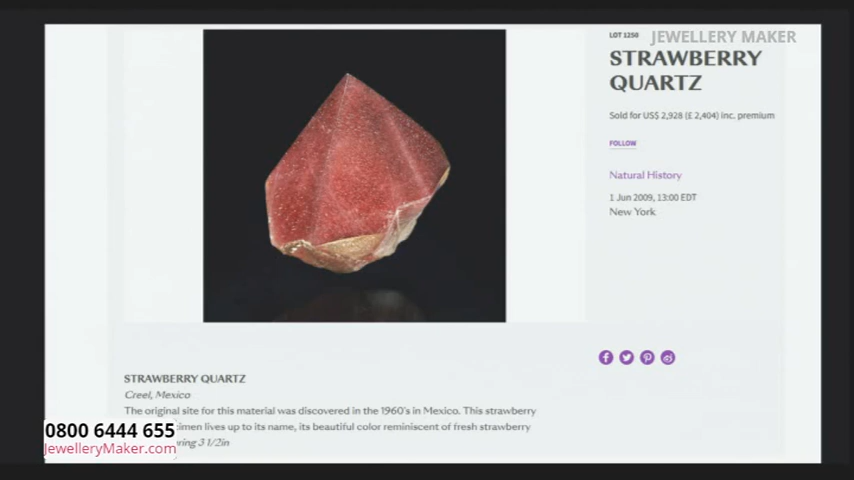 LOT 1250
JEWELLERY MAKER
STRAWBERRY
QUARTZ
Sold for US$ 2,928 (£ 2,404) inc. premium
FOLLOW
Natural History
1 Jun 2009, 13:00 EDT
New York
STRAWBERRY QUARTZ
Creel, Mexico
The original site for this material was discovered in the 1960's in Mexico. This strawberry
lives up to its name, its beautiful color reminiscent of fresh strawberry
3 1/2in
0800 6444 655
JewelleryMaker.com